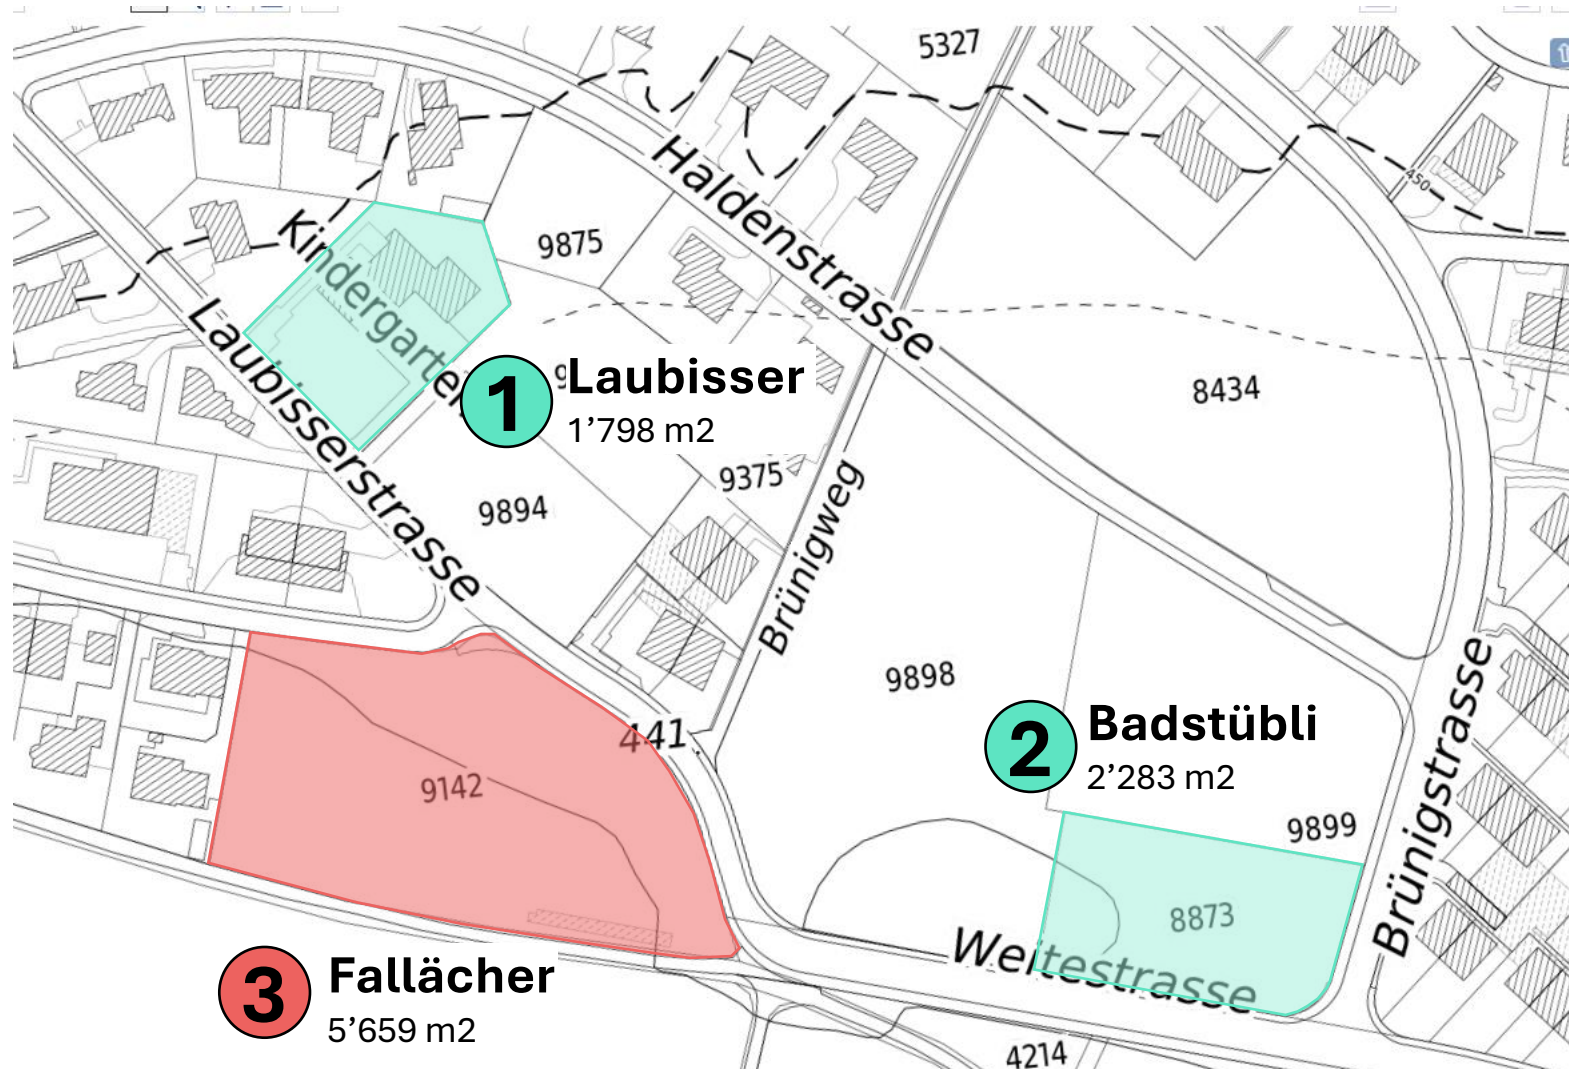 5327
Haldenstrasse
450
Kindergarten
9875
Laubisserstrasse
1
Laubisser
1’798 m2
8434
9375
9894
Brünigweg
9898
441
9142
2
Badstübli
2’283 m2
9899
Brünigstrasse
8873
Weitestrasse
3
Fallächer
5’659 m2
4214